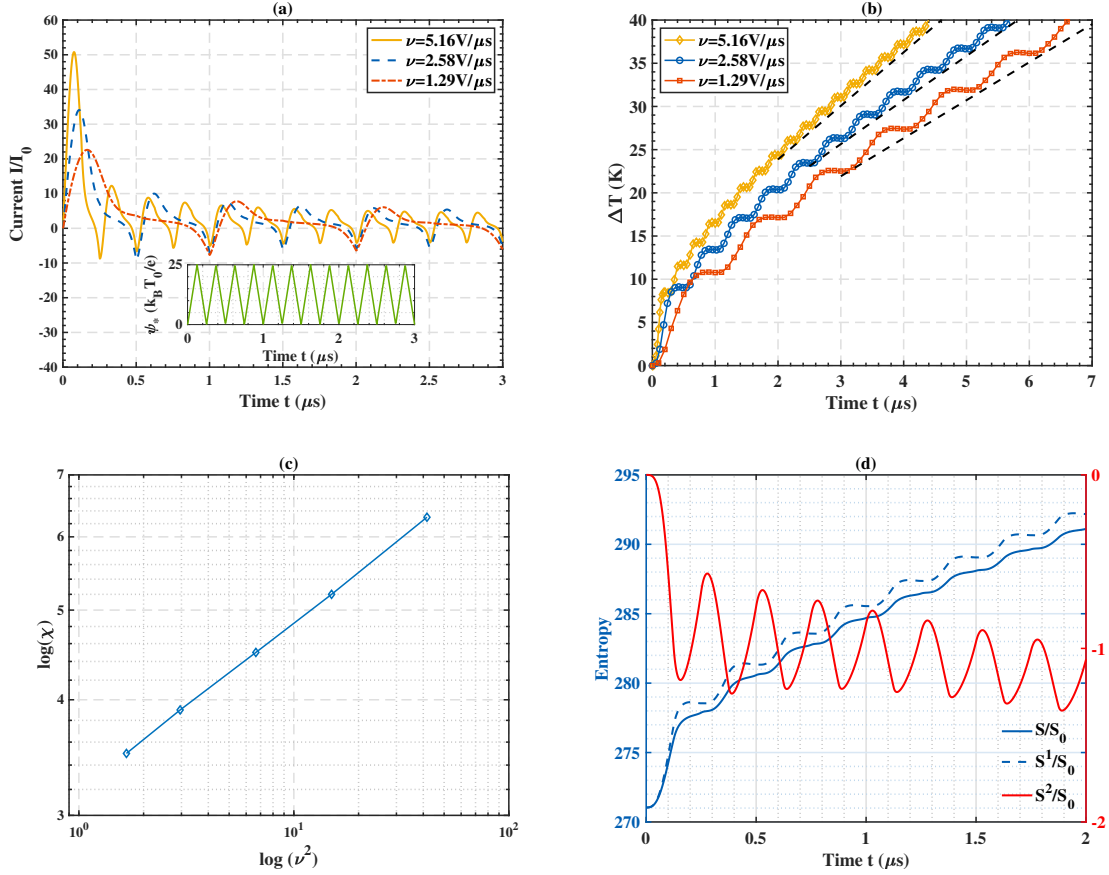 (a)
Current I/I0
60
50
40
30
20
10
0
-10
-20
-30
-40
ν=5.16V/μs
ν=2.58V/μs
ν=1.29V/μs
ψ* (kBT0/e)
25
0
0 1 2 3
Time t (μs)
0 0.5 1 1.5 2 2.5 3
Time t (μs)
(b)
ΔT (K)
40
35
30
25
20
15
10
5
0
ν=5.16V/μs
ν=2.58V/μs
ν=1.29V/μs
0 1 2 3 4 5 6 7
Time t (μs)
(c)
log(χ)
7
6
5
4
3
10^0 10^1 10^2
log (ν^2)
(d)
Entropy
295
290
285
280
275
270
0
-1
-2
S/S0
S^1/S0
S^2/S0
0 0.5 1 1.5 2
Time t (μs)